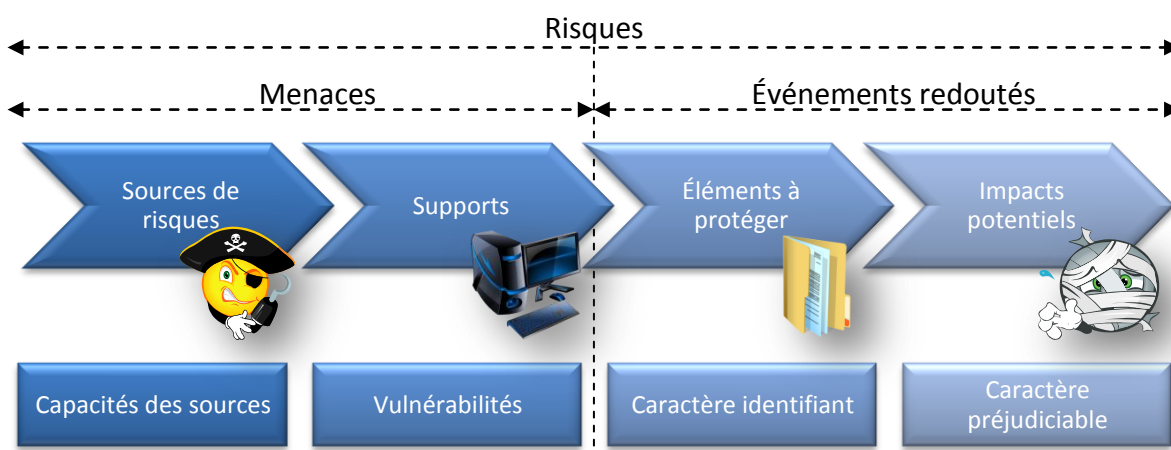 Risques
Menaces
Événements redoutés
Sources de
risques
Supports
Éléments à
protéger
Impacts
potentiels
Capacités des sources
Vulnérabilités
Caractère identifiant
Caractère
préjudiciable